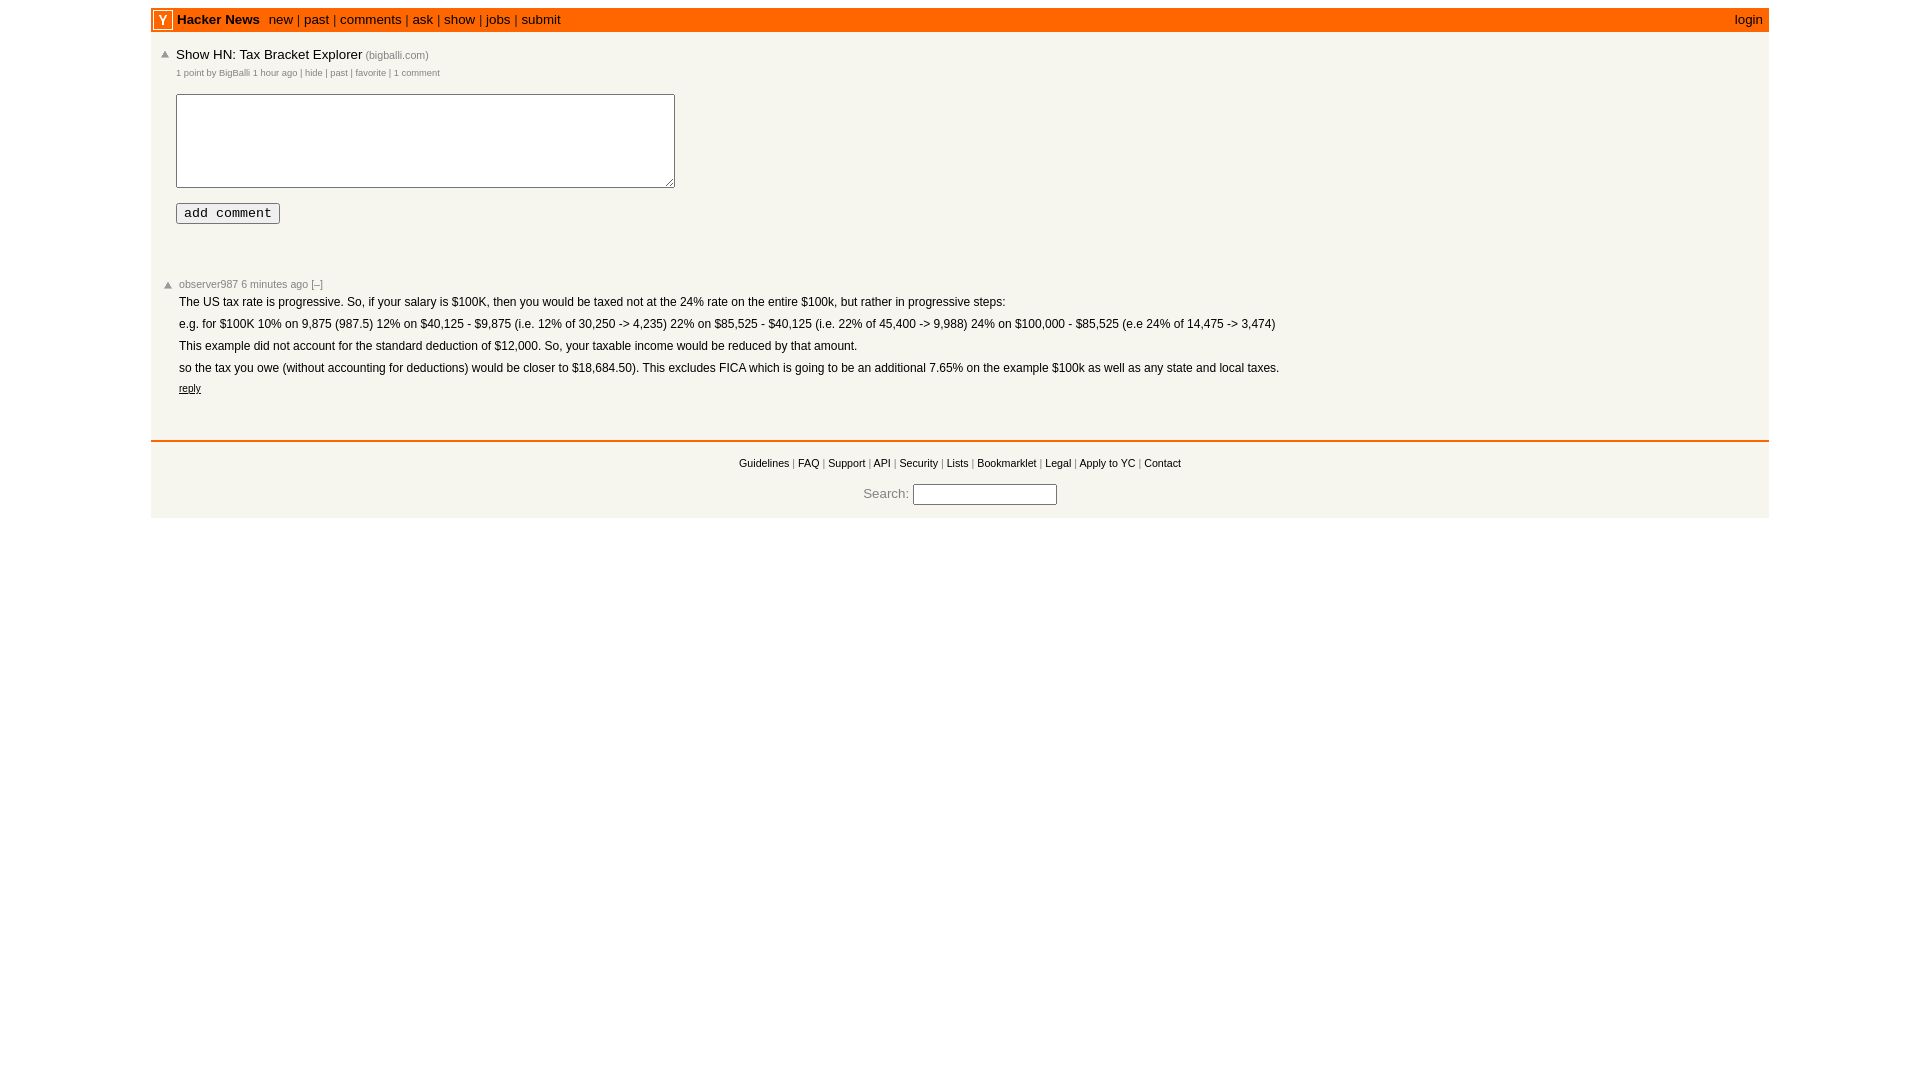 Y Hacker News new | past | comments | ask | show | jobs | submit login
Show HN: Tax Bracket Explorer (bigballi.com)
1 point by BigBalli 1 hour ago | hide | past | favorite | 1 comment
add comment
observer987 6 minutes ago [–]
The US tax rate is progressive. So, if your salary is $100K, then you would be taxed not at the 24% rate on the entire $100k, but rather in progressive steps:
e.g. for $100K 10% on 9,875 (987.5) 12% on $40,125 - $9,875 (i.e. 12% of 30,250 -> 4,235) 22% on $85,525 - $40,125 (i.e. 22% of 45,400 -> 9,988) 24% on $100,000 - $85,525 (e.e 24% of 14,475 -> 3,474)
This example did not account for the standard deduction of $12,000. So, your taxable income would be reduced by that amount.
so the tax you owe (without accounting for deductions) would be closer to $18,684.50). This excludes FICA which is going to be an additional 7.65% on the example $100k as well as any state and local taxes.
reply
Guidelines | FAQ | Support | API | Security | Lists | Bookmarklet | Legal | Apply to YC | Contact
Search: